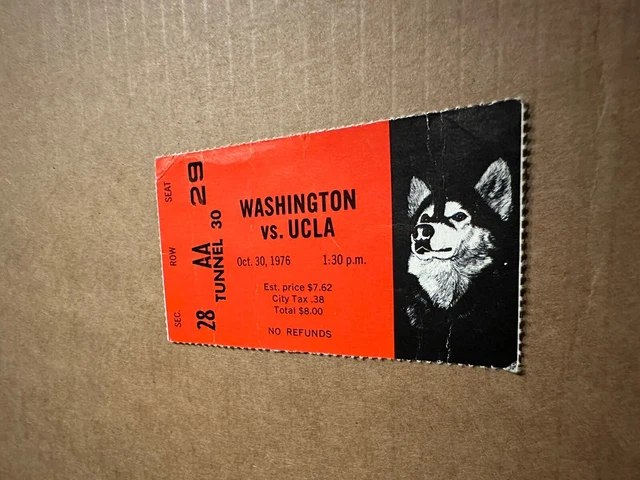 SEC. ROW SEAT
28 AA 29
TUNNEL 30
WASHINGTON
vs. UCLA
Oct. 30, 1976 1:30 p.m.
Est. price $7.62
City Tax .38
Total $8.00
NO REFUNDS